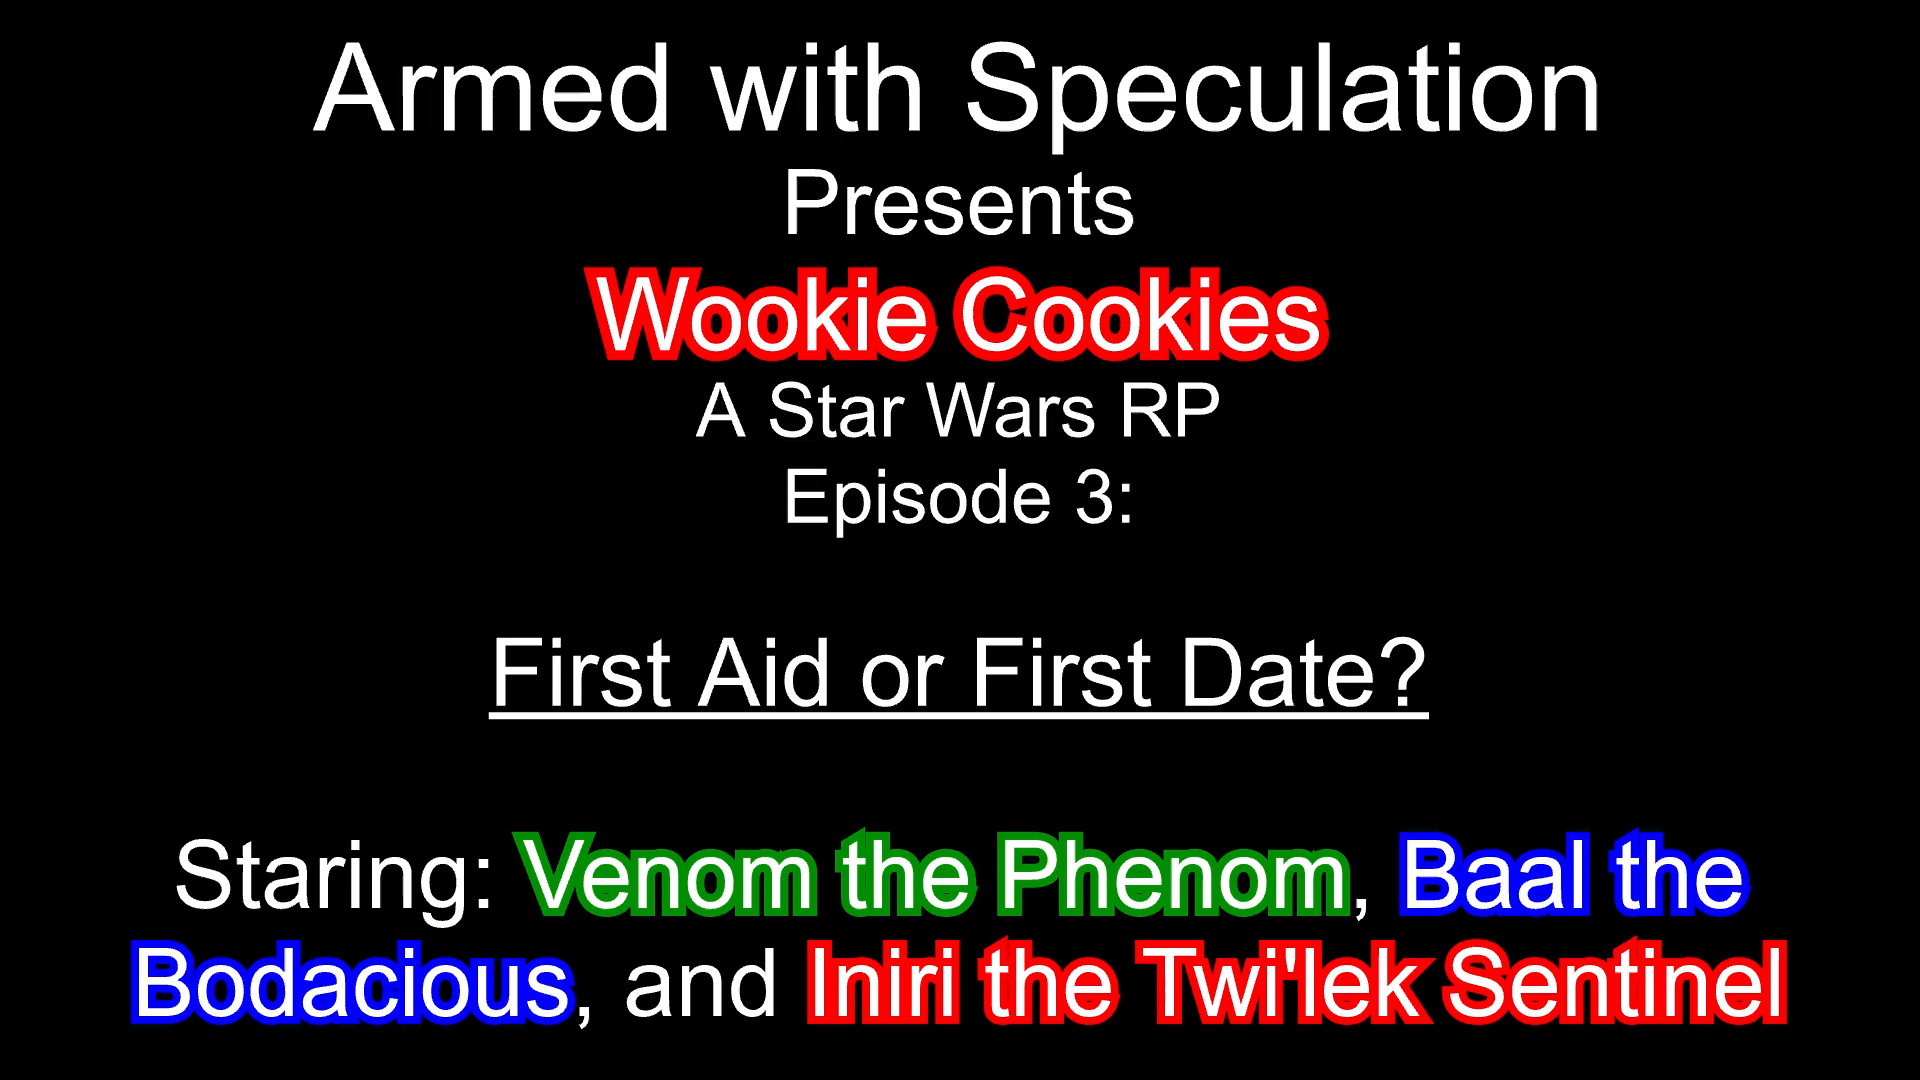 Armed with Speculation
Presents
Wookie Cookies
A Star Wars RP
Episode 3:
First Aid or First Date?
Staring: Venom the Phenom, Baal the
Bodacious, and Iniri the Twi'lek Sentinel